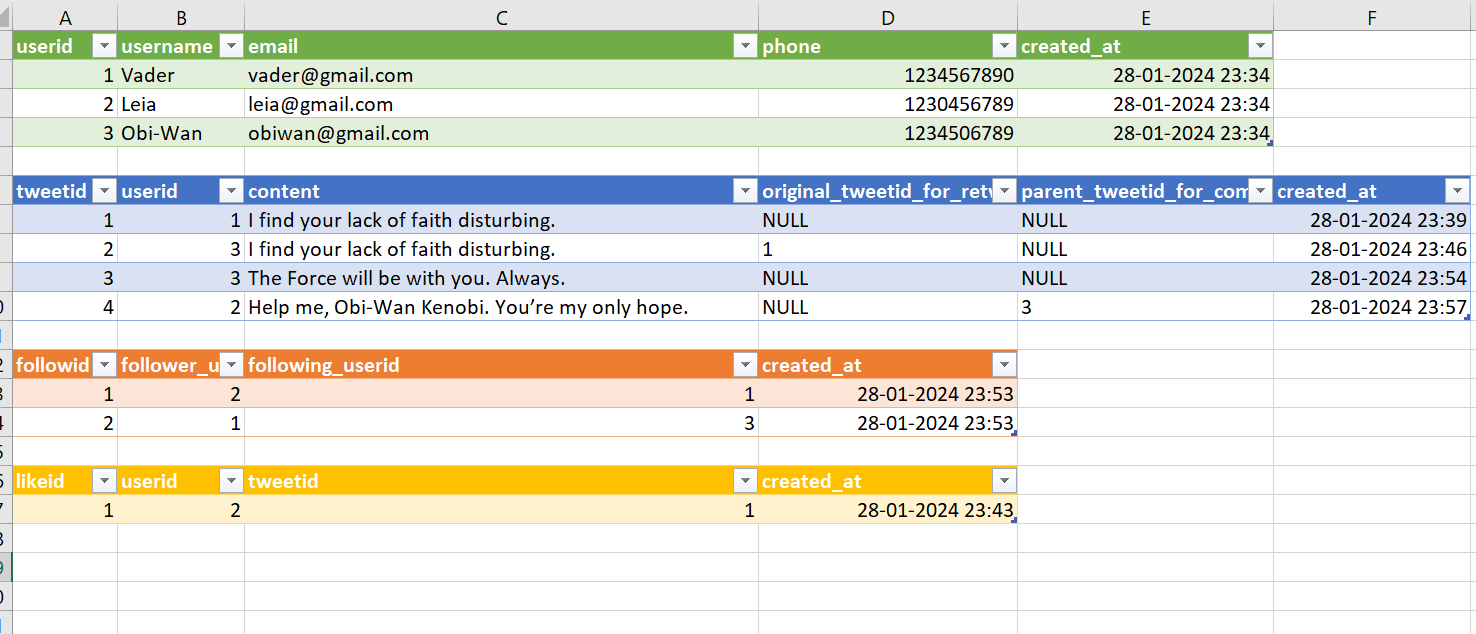 A B C D E F
userid username email phone created_at
1 Vader vader@gmail.com 1234567890 28-01-2024 23:34
2 Leia leia@gmail.com 1230456789 28-01-2024 23:34
3 Obi-Wan obiwan@gmail.com 1234506789 28-01-2024 23:34
tweetid userid content original_tweetid_for_retv parent_tweetid_for_com created_at
1 1 I find your lack of faith disturbing. NULL NULL 28-01-2024 23:39
2 3 I find your lack of faith disturbing. 1 NULL 28-01-2024 23:46
3 3 The Force will be with you. Always. NULL NULL 28-01-2024 23:54
4 2 Help me, Obi-Wan Kenobi. You’re my only hope. NULL 3 28-01-2024 23:57
followid follower_u following_userid created_at
1 2 1 28-01-2024 23:53
2 1 3 28-01-2024 23:53
likeid userid tweetid created_at
1 2 1 28-01-2024 23:43